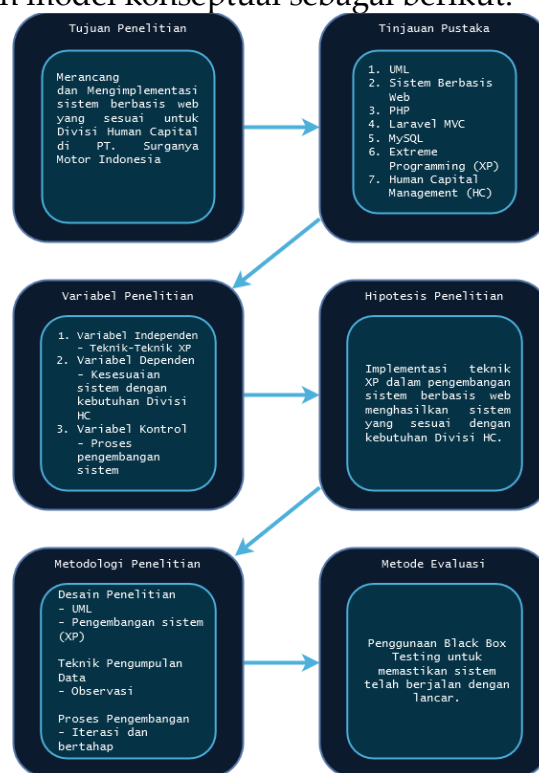 model konseptual sebagai berikut.
Tujuan Penelitian
Merancang
dan Mengimplementasi
sistem berbasis web
yang sesuai untuk
Divisi Human Capital
di PT. Surganya
Motor Indonesia
Tinjauan Pustaka
1. UML
2. Sistem Berbasis
Web
3. PHP
4. Laravel MVC
5. MySQL
6. Extreme
Programming (XP)
7. Human Capital
Management (HC)
Variabel Penelitian
1. Variabel Independen
- Teknik-Teknik XP
2. Variabel Dependen
- Kesesuaian
sistem dengan
kebutuhan Divisi
HC
3. Variabel Kontrol
- Proses
pengembangan
sistem
Hipotesis Penelitian
Implementasi teknik
XP dalam pengembangan
sistem berbasis web
menghasilkan sistem
yang sesuai dengan
kebutuhan Divisi HC.
Metodologi Penelitian
Desain Penelitian
- UML
- Pengembangan sistem
(XP)
Teknik Pengumpulan
Data
- Observasi
Proses Pengembangan
- Iterasi dan
bertahap
Metode Evaluasi
Penggunaan Black Box
Testing untuk
memastikan sistem
telah berjalan dengan
lancar.